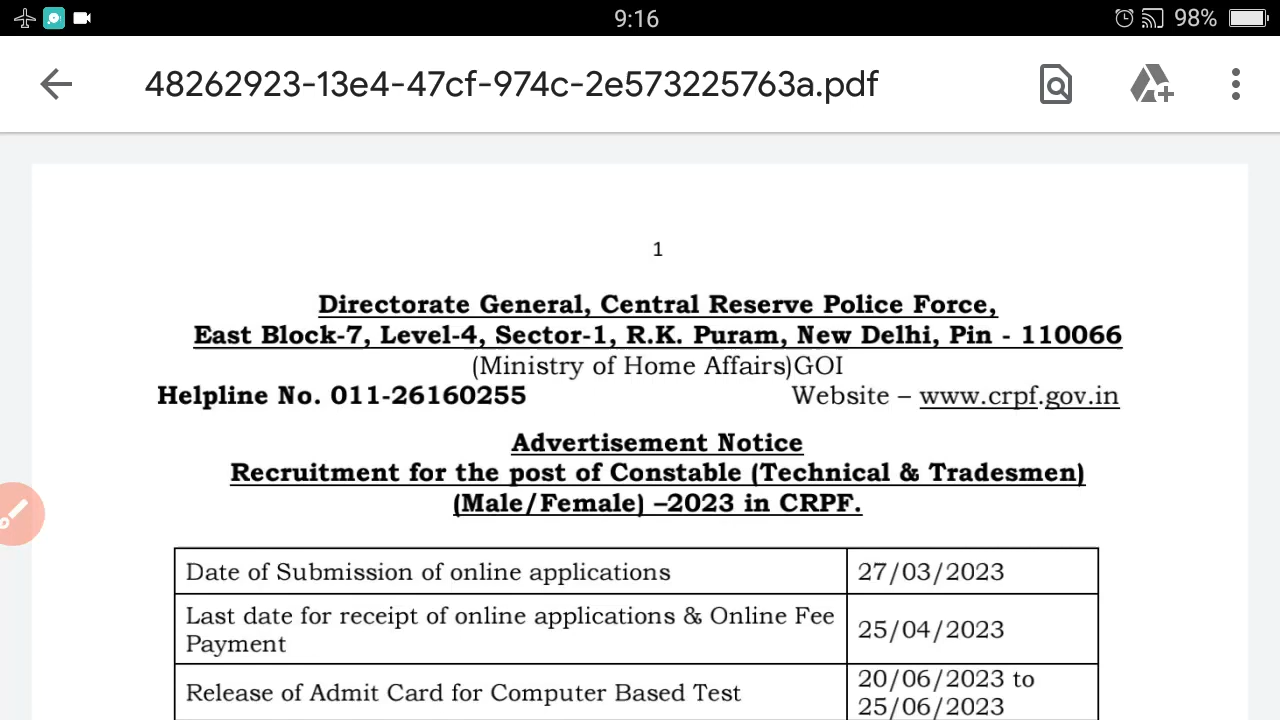 9:16
98%
48262923-13e4-47cf-974c-2e573225763a.pdf
1
Directorate General, Central Reserve Police Force,
East Block-7, Level-4, Sector-1, R.K. Puram, New Delhi, Pin - 110066
(Ministry of Home Affairs)GOI
Helpline No. 011-26160255 Website – www.crpf.gov.in
Advertisement Notice
Recruitment for the post of Constable (Technical & Tradesmen)
(Male/Female) –2023 in CRPF.
Date of Submission of online applications 27/03/2023
Last date for receipt of online applications & Online Fee
Payment
25/04/2023
Release of Admit Card for Computer Based Test
20/06/2023 to
25/06/2023